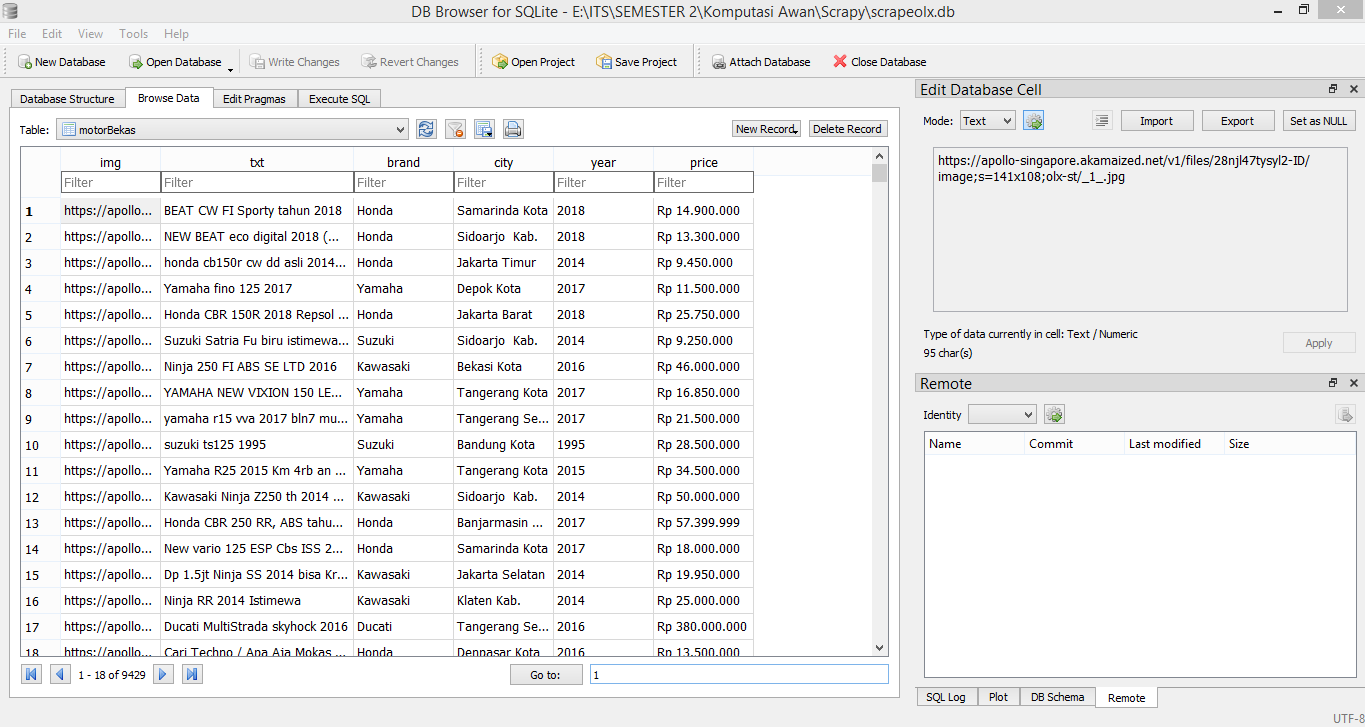 DB Browser for SQLite - E:\ITS\SEMESTER 2\Komputasi Awan\Scrapy\scrapeolx.db
File Edit View Tools Help
New Database Open Database Write Changes Revert Changes Open Project Save Project Attach Database Close Database
Database Structure Browse Data Edit Pragmas Execute SQL
Table: motorBekas New Record Delete Record
img txt brand city year price
Filter Filter Filter Filter Filter Filter
1 https://apollo... BEAT CW FI Sporty tahun 2018 Honda Samarinda Kota 2018 Rp 14.900.000
2 https://apollo... NEW BEAT eco digital 2018 (... Honda Sidoarjo  Kab. 2018 Rp 13.300.000
3 https://apollo... honda cb150r cw dd asli 2014... Honda Jakarta Timur 2014 Rp 9.450.000
4 https://apollo... Yamaha fino 125 2017 Yamaha Depok Kota 2017 Rp 11.500.000
5 https://apollo... Honda CBR 150R 2018 Repsol ... Honda Jakarta Barat 2018 Rp 25.750.000
6 https://apollo... Suzuki Satria Fu biru istimewa... Suzuki Sidoarjo  Kab. 2014 Rp 9.250.000
7 https://apollo... Ninja 250 FI ABS SE LTD 2016 Kawasaki Bekasi Kota 2016 Rp 46.000.000
8 https://apollo... YAMAHA NEW VIXION 150 LE... Yamaha Tangerang Kota 2017 Rp 16.850.000
9 https://apollo... yamaha r15 vva 2017 bln7 mu... Yamaha Tangerang Se... 2017 Rp 21.500.000
10 https://apollo... suzuki ts125 1995 Suzuki Bandung Kota 1995 Rp 28.500.000
11 https://apollo... Yamaha R25 2015 Km 4rb an ... Yamaha Tangerang Kota 2015 Rp 34.500.000
12 https://apollo... Kawasaki Ninja Z250 th 2014 ... Kawasaki Sidoarjo  Kab. 2014 Rp 50.000.000
13 https://apollo... Honda CBR 250 RR, ABS tahu... Honda Banjarmasin ... 2017 Rp 57.399.999
14 https://apollo... New vario 125 ESP Cbs ISS 2... Honda Samarinda Kota 2017 Rp 18.000.000
15 https://apollo... Dp 1.5jt Ninja SS 2014 bisa Kr... Kawasaki Jakarta Selatan 2014 Rp 19.950.000
16 https://apollo... Ninja RR 2014 Istimewa Kawasaki Klaten Kab. 2014 Rp 25.000.000
17 https://apollo... Ducati MultiStrada skyhock 2016 Ducati Tangerang Se... 2016 Rp 380.000.000
18 https://apollo... Cari Techno / Ana Aja Mokas ... Honda Denpasar Kota 2016 Rp 13.500.000
1 - 18 of 9429 Go to: 1
Edit Database Cell
Mode: Text Import Export Set as NULL
https://apollo-singapore.akamaized.net/v1/files/28njl47tysyl2-ID/
image;s=141x108;olx-st/_1_.jpg
Type of data currently in cell: Text / Numeric
95 char(s)
Apply
Remote
Identity
Name Commit Last modified Size
SQL Log Plot DB Schema Remote
UTF-8